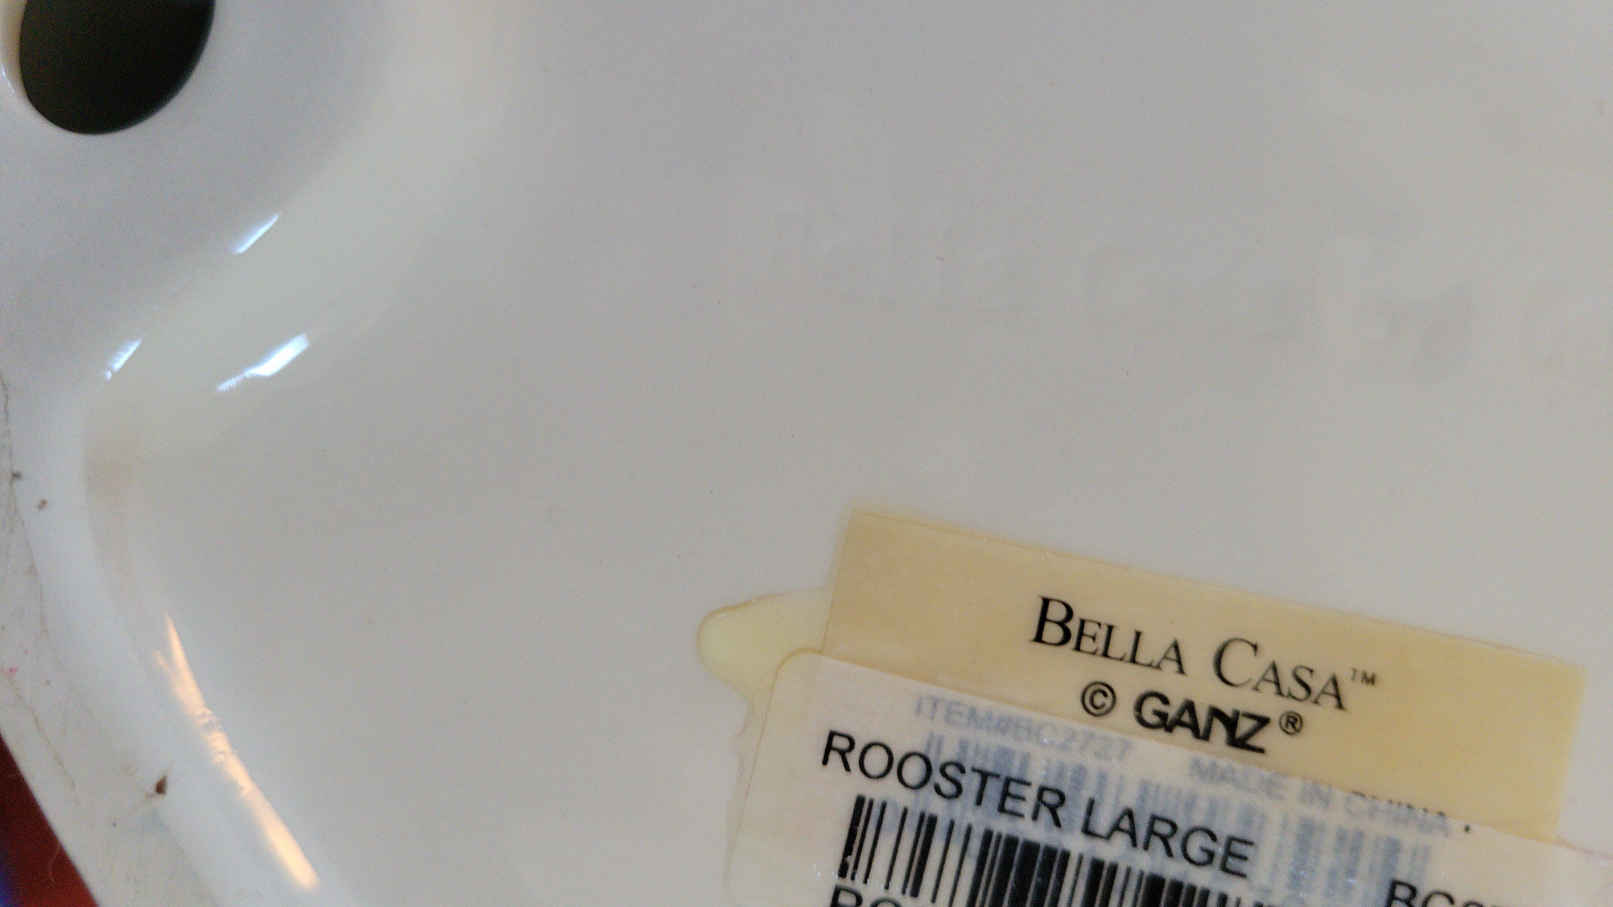 BELLA CASA™
© GANZ®
ITEM#BC2727
MADE IN CHINA
ROOSTER LARGE